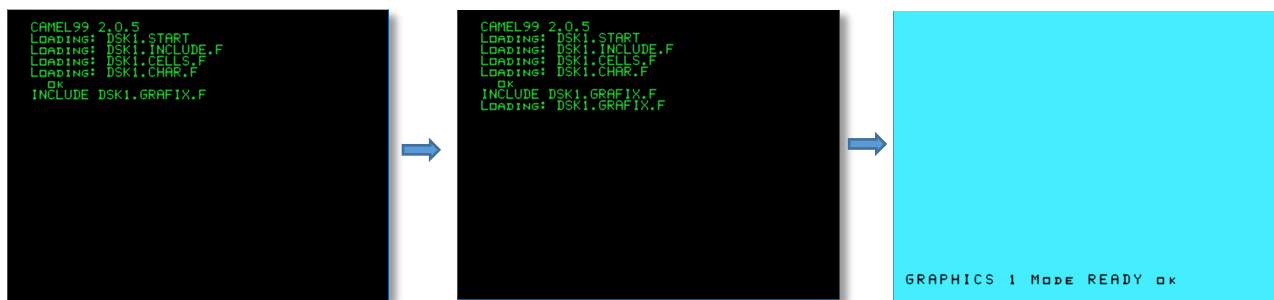 CAMEL99 2.0.5
Loading: DSK1.START
Loading: DSK1.INCLUDE.F
Loading: DSK1.CELLS.F
Loading: DSK1.CHAR.F
ok
INCLUDE DSK1.GRAFIX.F
CAMEL99 2.0.5
Loading: DSK1.START
Loading: DSK1.INCLUDE.F
Loading: DSK1.CELLS.F
Loading: DSK1.CHAR.F
ok
INCLUDE DSK1.GRAFIX.F
Loading: DSK1.GRAFIX.F
GRAPHICS 1 Mode READY ok